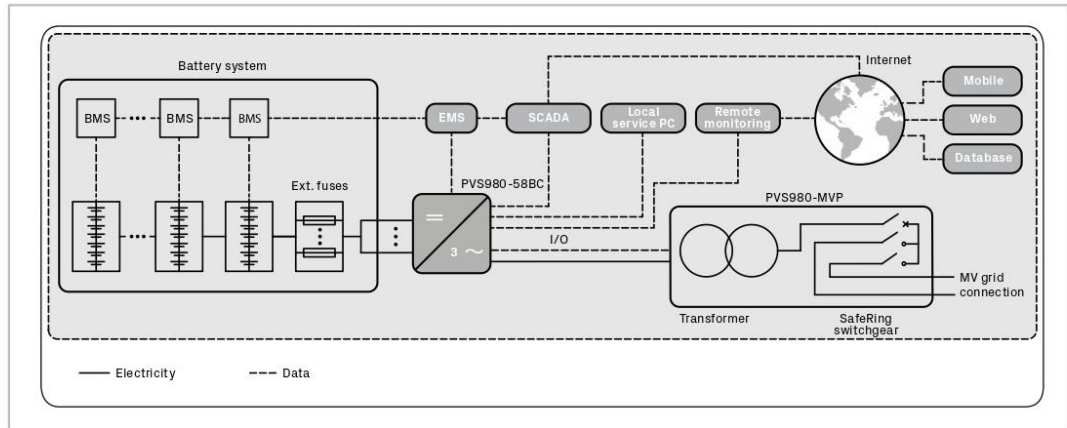 Battery system
Internet
BMS
BMS
BMS
EMS
SCADA
Local
service PC
Remote
monitoring
Mobile
Web
Database
Ext. fuses
PVS980-58BC
3 ~
I/O
PVS980-MVP
MV grid
connection
Transformer
SafeRing
switchgear
Electricity
Data